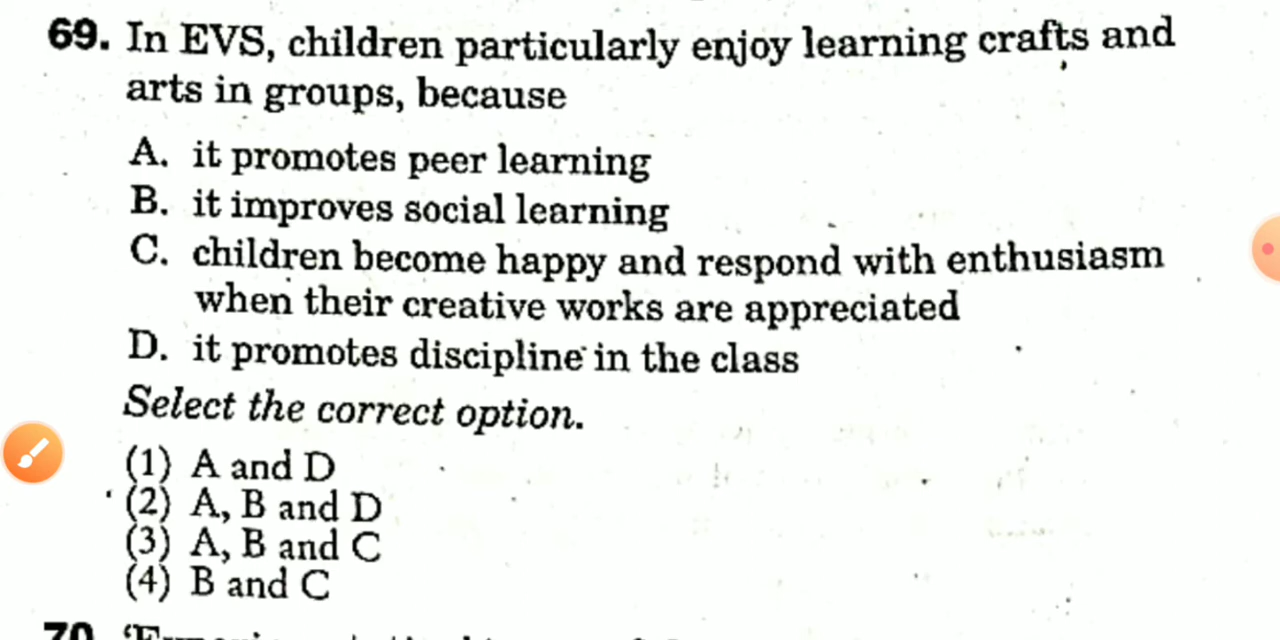 69. In EVS, children particularly enjoy learning crafts and
arts in groups, because
A. it promotes peer learning
B. it improves social learning
C. children become happy and respond with enthusiasm
when their creative works are appreciated
D. it promotes discipline in the class
Select the correct option.
(1) A and D
(2) A, B and D
(3) A, B and C
(4) B and C
70.